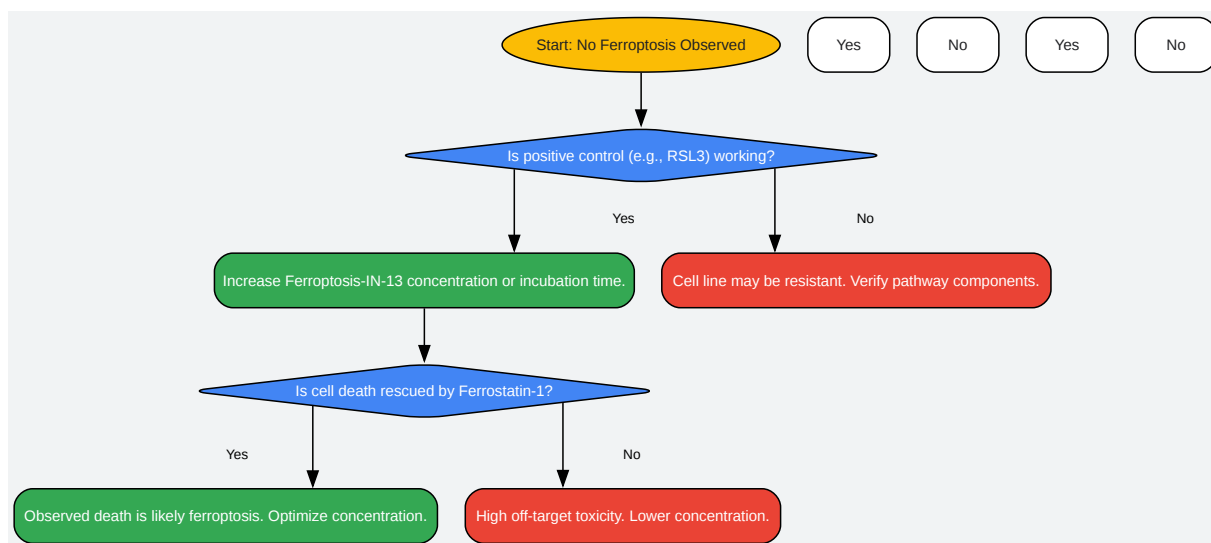 Start: No Ferroptosis Observed
Yes
No
Yes
No
Is positive control (e.g., RSL3) working?
Yes
No
Increase Ferroptosis-IN-13 concentration or incubation time.
Cell line may be resistant. Verify pathway components.
Is cell death rescued by Ferrostatin-1?
Yes
No
Observed death is likely ferroptosis. Optimize concentration.
High off-target toxicity. Lower concentration.